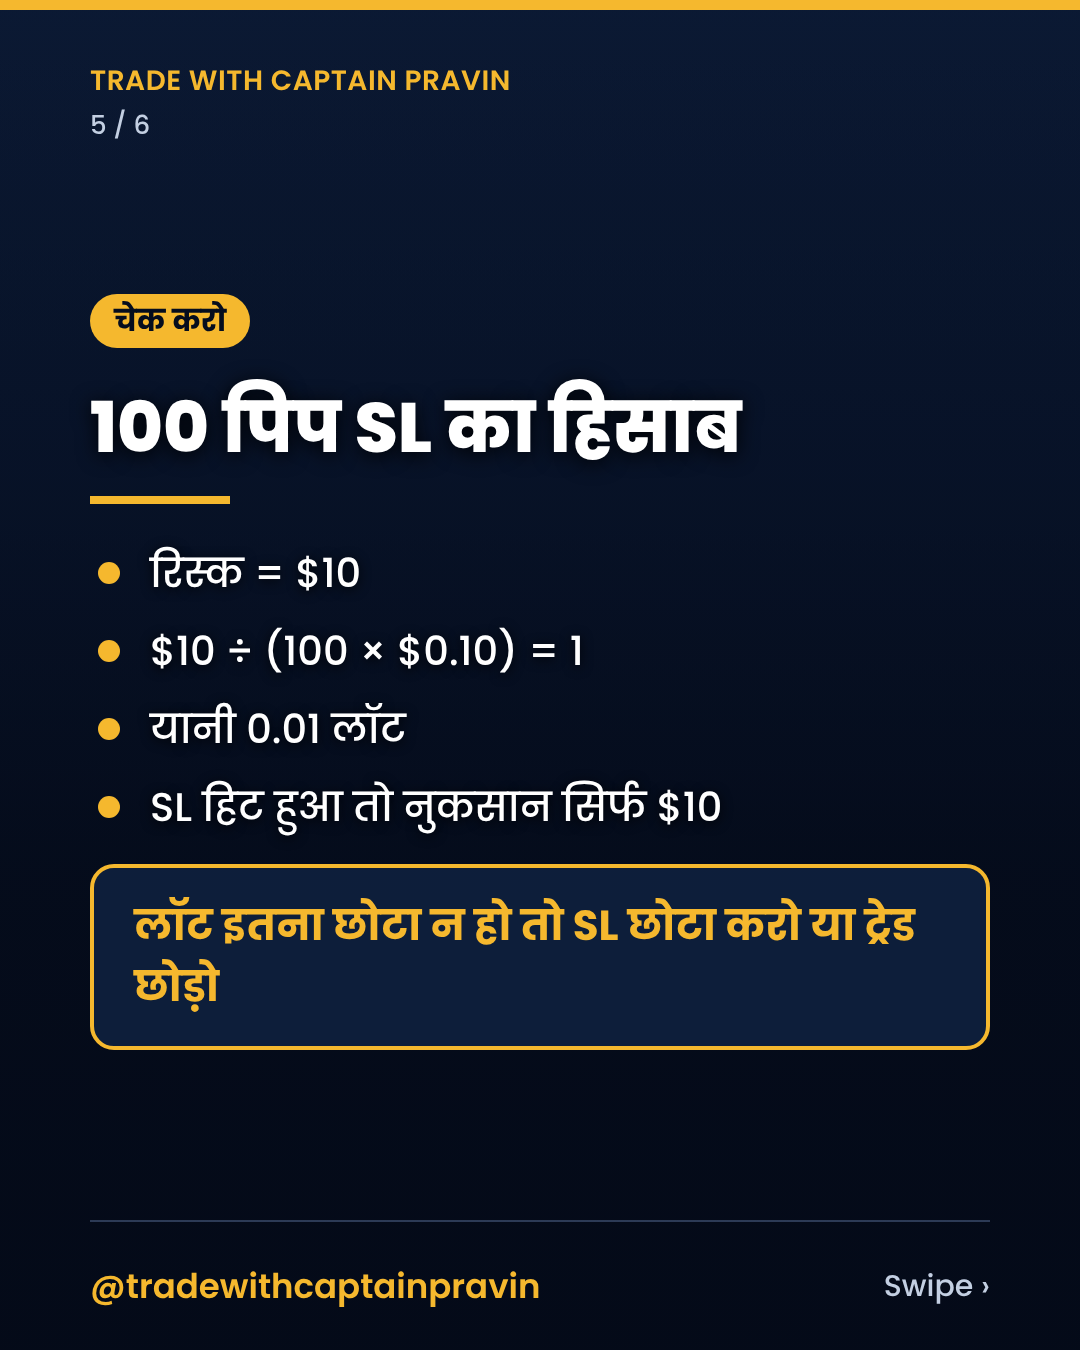 TRADE WITH CAPTAIN PRAVIN
5 / 6
चेक करो
100 पिप SL का हिसाब
रिस्क = $10
$10 ÷ (100 × $0.10) = 1
यानी 0.01 लॉट
SL हिट हुआ तो नुकसान सिर्फ $10
लॉट इतना छोटा न हो तो SL छोटा करो या ट्रेड
छोड़ो
@tradewithcaptainpravin
Swipe ›